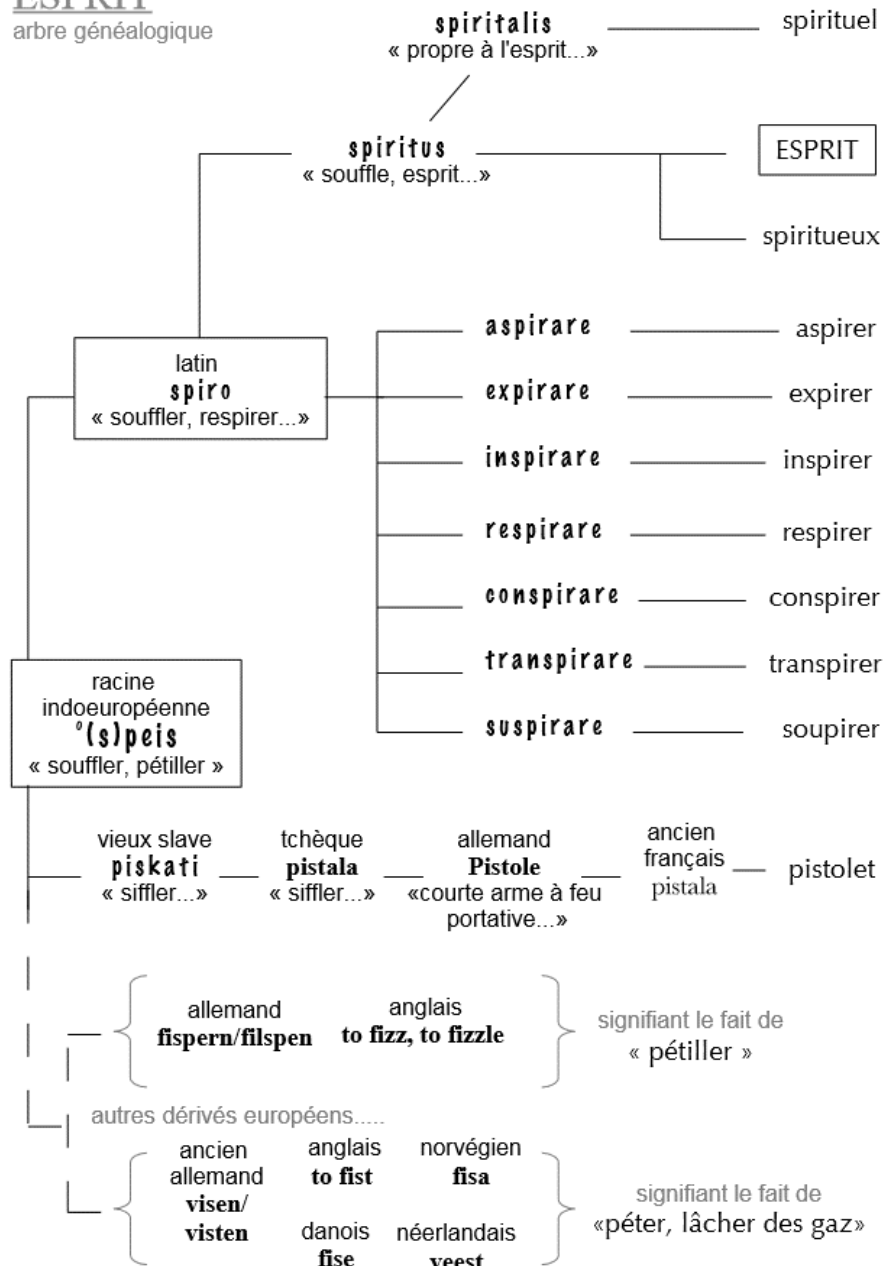 ESPRIT
arbre généalogique
spiritalis
« propre à l'esprit...»
spirituel
spiritus
« souffle, esprit...»
ESPRIT
spiritueux
latin
spiro
« souffler, respirer...»
aspirare
aspirer
expirare
expirer
inspirare
inspirer
respirare
respirer
conspirare
conspirer
transpirare
transpirer
suspirare
soupirer
racine
indoeuropéenne
°(s)peis
« souffler, pétiller »
vieux slave
piskati
« siffler...»
tchèque
pistala
« siffler...»
allemand
Pistole
«courte arme à feu
portative...»
ancien
français
pistala
pistolet
allemand
fispern/filspen
anglais
to fizz, to fizzle
signifiant le fait de
« pétiller »
autres dérivés européens.....
ancien
allemand
visen/
visten
anglais
to fist
norvégien
fisa
danois
fise
néerlandais
veest
signifiant le fait de
«péter, lâcher des gaz»